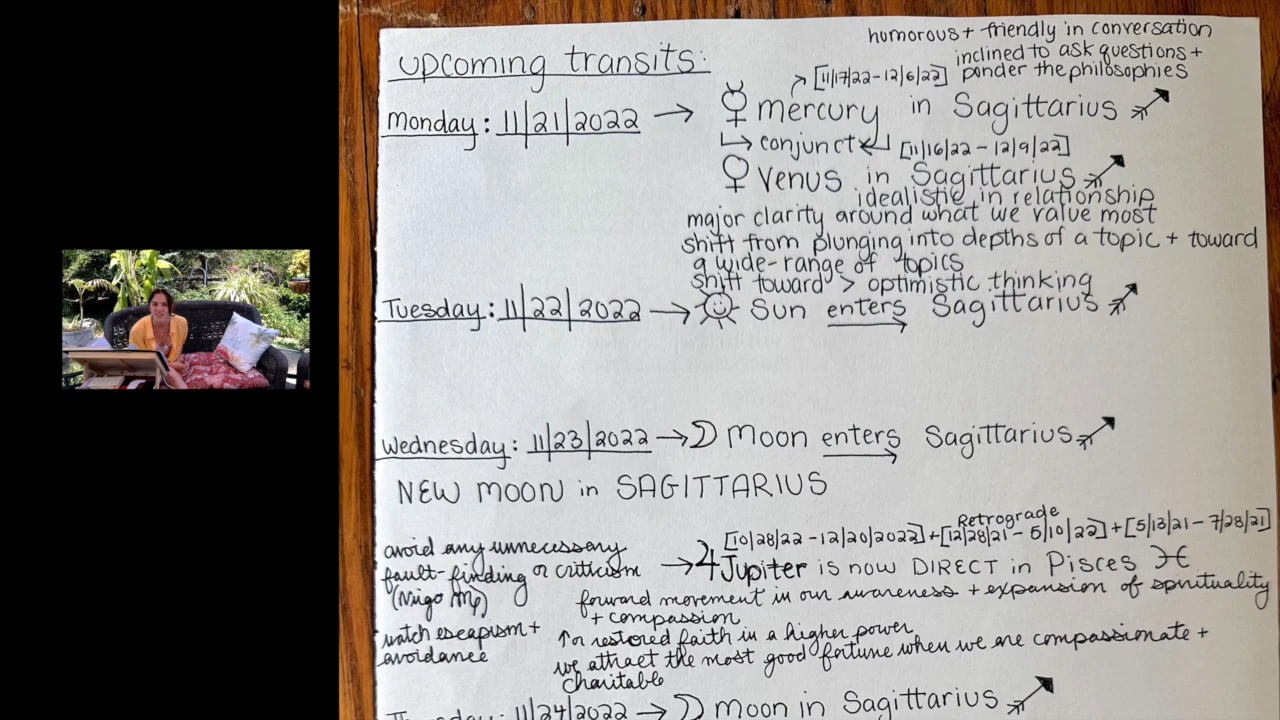 humorous + friendly in conversation
inclined to ask questions +
ponder the philosophies
upcoming transits:
[11/17/22 - 12/6/22]
Monday: 11/21/2022 → ☿ mercury in Sagittarius
↳ conjunct ↲ [11/16/22 - 12/9/22]
♀ Venus in Sagittarius
idealistic in relationship
major clarity around what we value most
shift from plunging into depths of a topic + toward
a wide-range of topics
shift toward > optimistic thinking
Tuesday: 11/22/2022 → Sun enters Sagittarius
Wednesday: 11/23/2022 → ☽ Moon enters Sagittarius
NEW MOON in SAGITTARIUS
Retrograde
[10/28/22 - 12/20/2022] + [12/28/21 - 5/10/22] + [5/13/21 - 7/28/21]
avoid any unnecessary
fault-finding or criticism → ♃ Jupiter is now DIRECT in Pisces ♓
(Virgo ♍)
forward movement in our awareness + expansion of spirituality
+ compassion
watch escapism +
avoidance
↑ or restored faith in a higher power
we attract the most good fortune when we are compassionate +
charitable
Thursday: 11/24/2022 → ☽ moon in Sagittarius